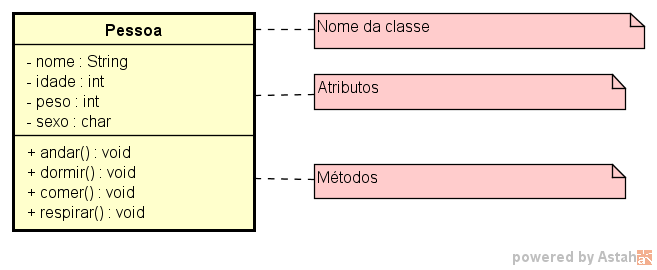 Pessoa
- nome : String
- idade : int
- peso : int
- sexo : char
+ andar() : void
+ dormir() : void
+ comer() : void
+ respirar() : void
Nome da classe
Atributos
Métodos
powered by Astah